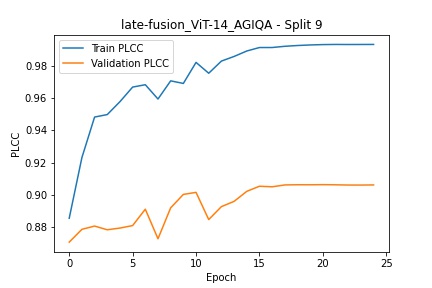 late-fusion_ViT-14_AGIQA - Split 9
Train PLCC
Validation PLCC
PLCC
0.98
0.96
0.94
0.92
0.90
0.88
0 5 10 15 20 25
Epoch